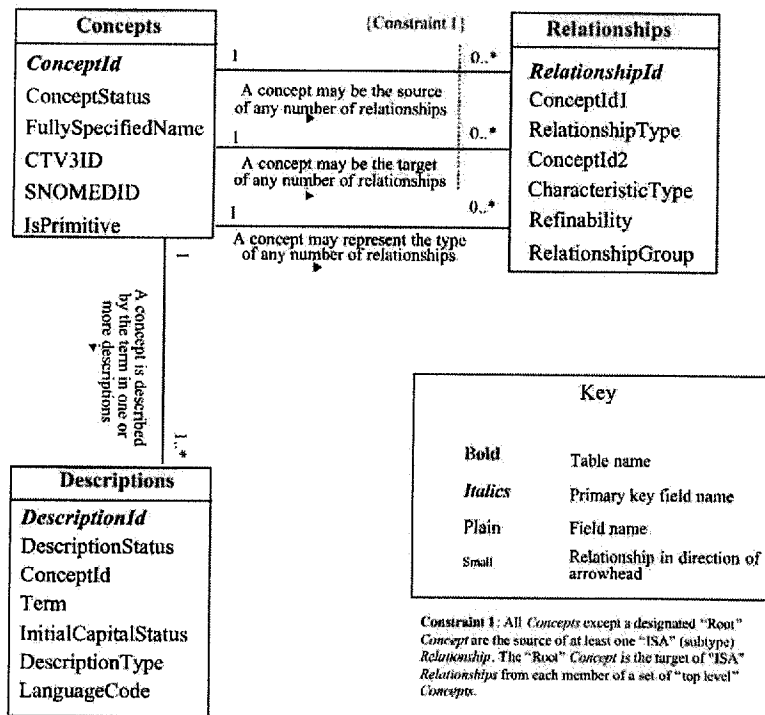 Concepts
ConceptId
ConceptStatus
FullySpecifiedName
CTV3ID
SNOMEDID
IsPrimitive
{Constraint 1}
1
0..*
A concept may be the source
of any number of relationships
1
0..*
A concept may be the target
of any number of relationships
1
0..*
A concept may represent the type
of any number of relationships
Relationships
RelationshipId
ConceptId1
RelationshipType
ConceptId2
CharacteristicType
Refinability
RelationshipGroup
1
A concept is described
by the term in one or
more descriptions
1..*
Descriptions
DescriptionId
DescriptionStatus
ConceptId
Term
InitialCapitalStatus
DescriptionType
LanguageCode
Key
Bold Table name
Italics Primary key field name
Plain Field name
Small Relationship in direction of
arrowhead
Constraint 1: All Concepts except a designated "Root"
Concept are the source of at least one "ISA" (subtype)
Relationship. The "Root" Concept is the target of "ISA"
Relationships from each member of a set of "top level"
Concepts.